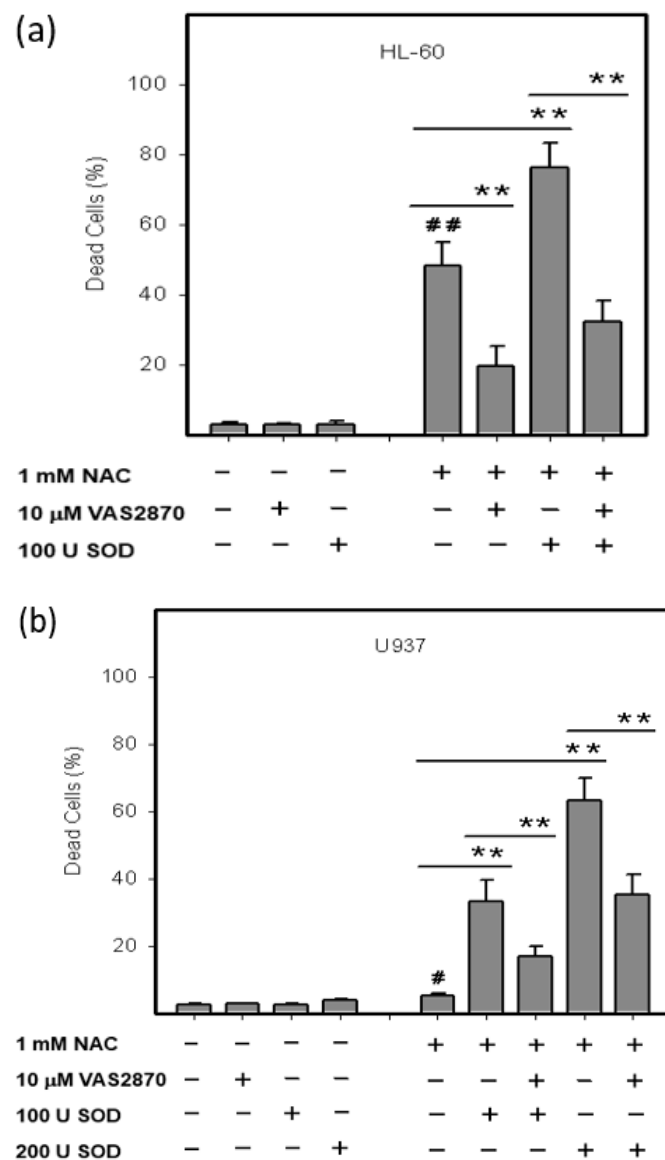 (a)
HL-60
Dead Cells (%)
100
80
60
40
20
**
**
**
##
1 mM NAC − − − + + + +
10 µM VAS2870 − + − − + − +
100 U SOD − − + − − + +
(b)
U937
Dead Cells (%)
100
80
60
40
20
**
**
**
**
#
1 mM NAC − − − − + + + + +
10 µM VAS2870 − + − − − − + − +
100 U SOD − − + − − + + − −
200 U SOD − − − + − − − + +